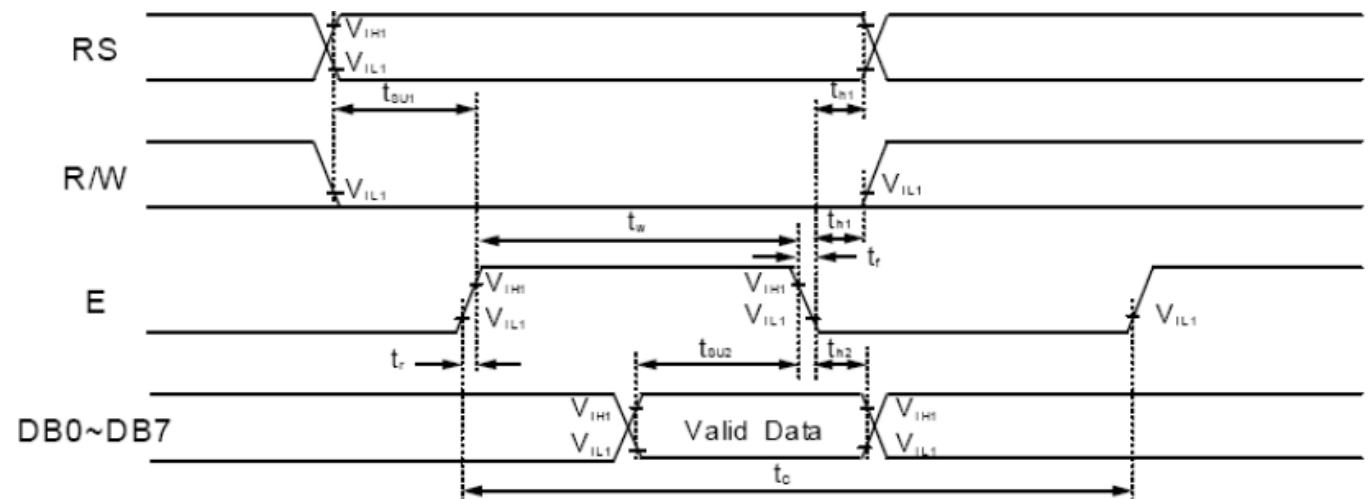 RS
V_IH1
V_IL1
t_SU1
t_h1
R/W
V_IL1
V_IL1
t_w
t_h1
t_f
E
V_IH1
V_IL1
V_IH1
V_IL1
V_IL1
t_r
t_SU2
t_h2
DB0~DB7
V_IH1
V_IL1
Valid Data
V_IH1
V_IL1
t_c